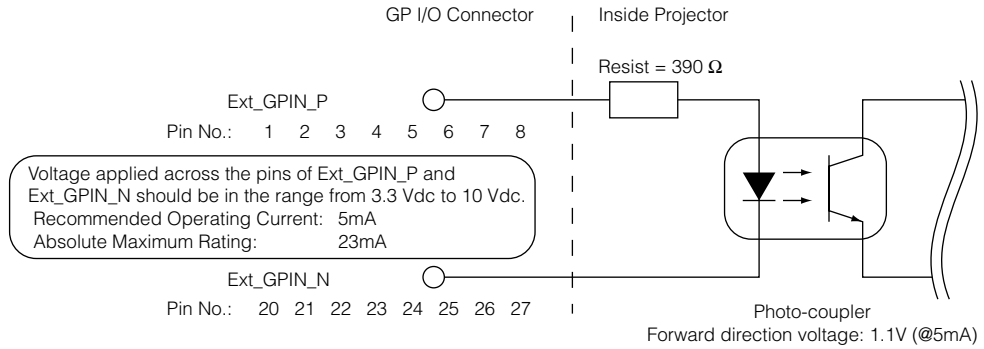 GP I/O Connector
Inside Projector
Resist = 390 Ω
Ext_GPIN_P
Pin No.: 1 2 3 4 5 6 7 8
Voltage applied across the pins of Ext_GPIN_P and
Ext_GPIN_N should be in the range from 3.3 Vdc to 10 Vdc.
Recommended Operating Current: 5mA
Absolute Maximum Rating: 23mA
Ext_GPIN_N
Pin No.: 20 21 22 23 24 25 26 27
Photo-coupler
Forward direction voltage: 1.1V (@5mA)